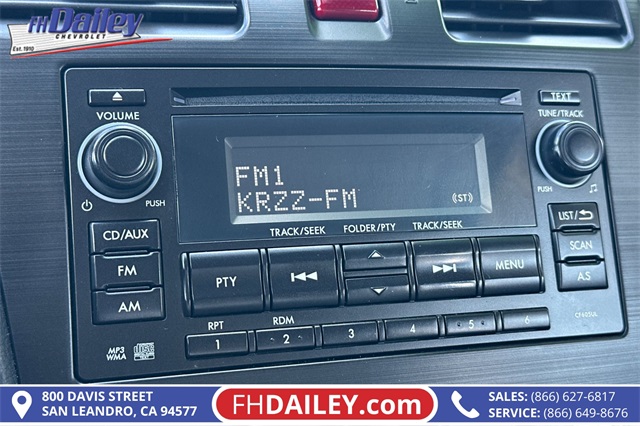 FHDailey
CHEVROLET
Est. 1910
VOLUME
PUSH
TEXT
TUNE/TRACK
PUSH
FM1
KRZZ-FM
(ST)
TRACK/SEEK FOLDER/PTY TRACK/SEEK
CD/AUX
FM
AM
PTY
MENU
LIST/
SCAN
A.S
RPT RDM
1 2 3 4 5 6
MP3
WMA
800 DAVIS STREET
SAN LEANDRO, CA 94577
FHDAILEY.com
SALES: (866) 627-6817
SERVICE: (866) 649-8676